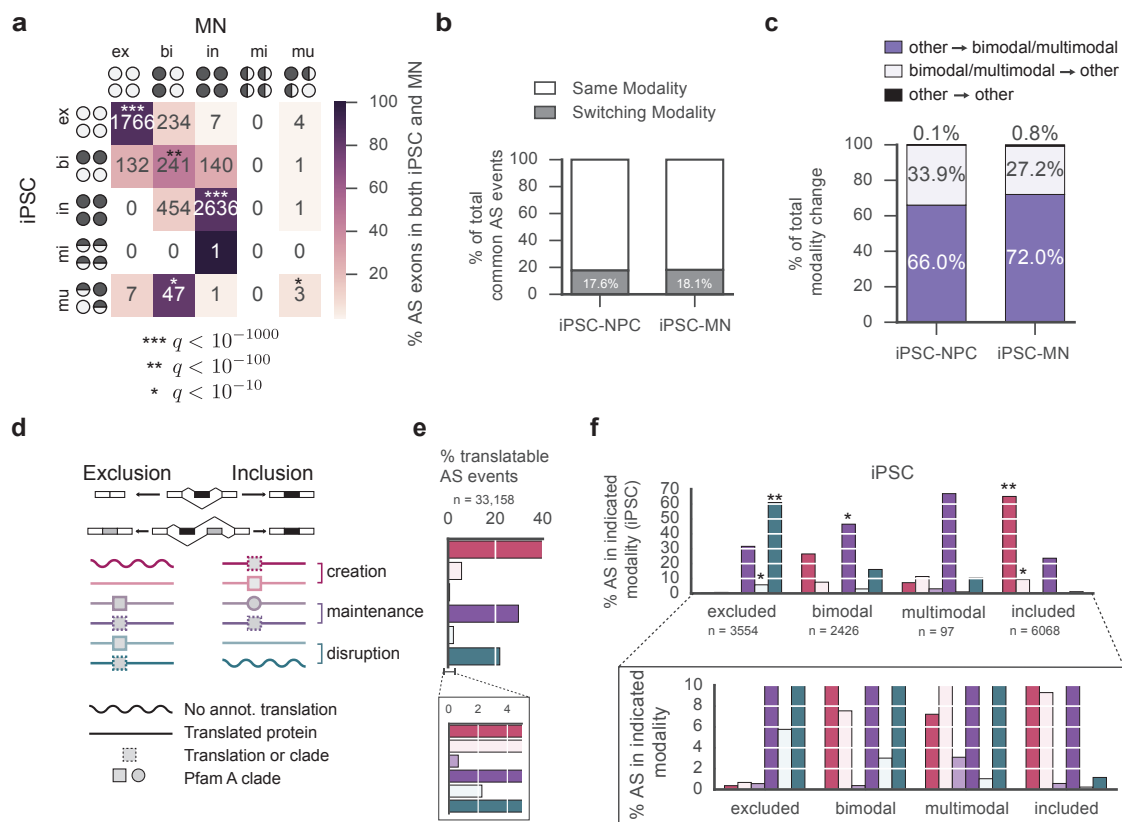 a
MN
ex bi in mi mu
iPSC
ex
bi
in
mi
mu
*** 1766 234 7 0 4
132 ** 241 140 0 1
0 454 *** 2636 0 1
0 0 1 0 0
7 * 47 1 0 * 3
100
80
60
40
20
% AS exons in both iPSC and MN
*** q < 10^-1000
** q < 10^-100
* q < 10^-10
b
Same Modality
Switching Modality
% of total
common AS events
100
80
60
40
20
0
17.6%
18.1%
iPSC-NPC
iPSC-MN
c
other → bimodal/multimodal
bimodal/multimodal → other
other → other
% of total
modality change
100
80
60
40
20
0
0.1%
0.8%
33.9%
27.2%
66.0%
72.0%
iPSC-NPC
iPSC-MN
d
Exclusion
Inclusion
creation
maintenance
disruption
No annot. translation
Translated protein
Translation or clade
Pfam A clade
e
% translatable
AS events
n = 33,158
0 20 40
0 2 4
f
iPSC
% AS in indicated
modality (iPSC)
70
60
50
40
30
20
10
0
*
**
*
**
*
excluded
bimodal
multimodal
included
n = 3554
n = 2426
n = 97
n = 6068
% AS in indicated
modality
10
8
6
4
2
0
excluded
bimodal
multimodal
included